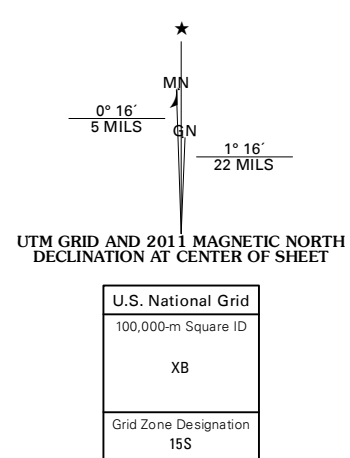 ★
MN
0° 16´
5 MILS
GN
1° 16´
22 MILS
UTM GRID AND 2011 MAGNETIC NORTH
DECLINATION AT CENTER OF SHEET
U.S. National Grid
100,000-m Square ID
XB
Grid Zone Designation
15S